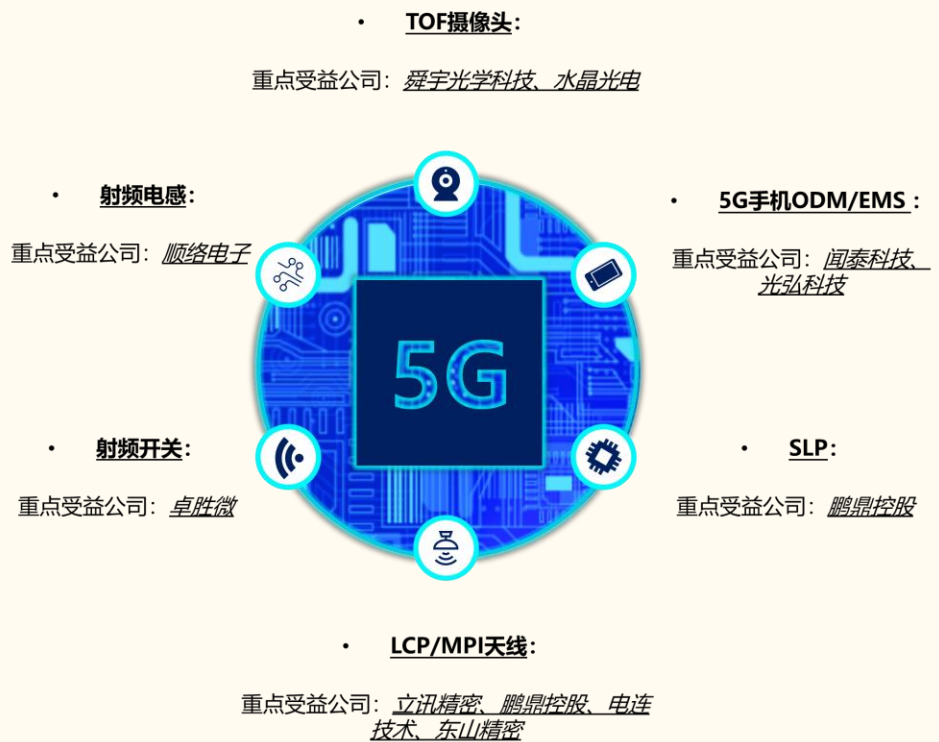 • TOF摄像头：
重点受益公司：舜宇光学科技、水晶光电
• 射频电感：
重点受益公司：顺络电子
• 5G手机ODM/EMS：
重点受益公司：闻泰科技、
光弘科技
5G
• 射频开关：
重点受益公司：卓胜微
• SLP：
重点受益公司：鹏鼎控股
• LCP/MPI天线：
重点受益公司：立讯精密、鹏鼎控股、电连
技术、东山精密